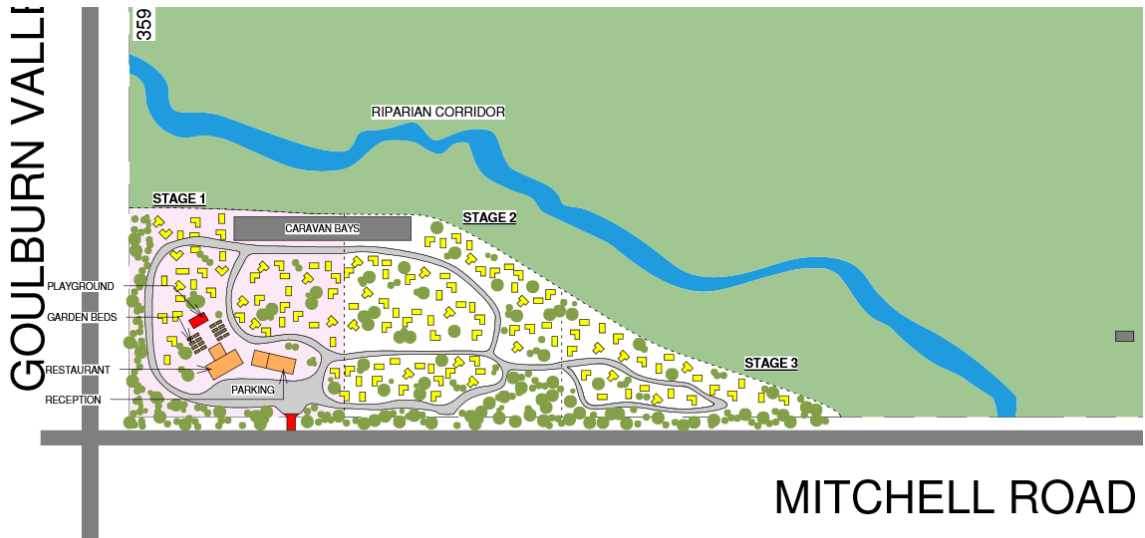 GOULBURN VALLE
359
RIPARIAN CORRIDOR
STAGE 1
STAGE 2
CARAVAN BAYS
PLAYGROUND
GARDEN BEDS
STAGE 3
RESTAURANT
PARKING
RECEPTION
MITCHELL ROAD